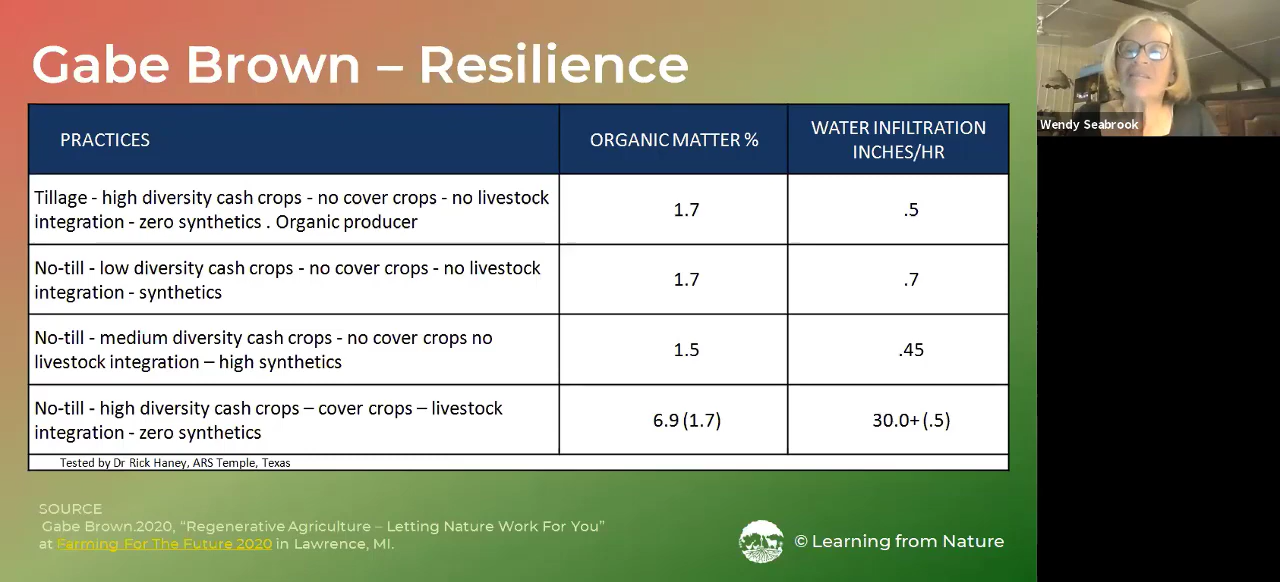 Gabe Brown – Resilience
Wendy Seabrook
PRACTICES
ORGANIC MATTER %
WATER INFILTRATION
INCHES/HR
Tillage - high diversity cash crops - no cover crops - no livestock
integration - zero synthetics . Organic producer
1.7
.5
No-till - low diversity cash crops - no cover crops - no livestock
integration - synthetics
1.7
.7
No-till - medium diversity cash crops - no cover crops no
livestock integration – high synthetics
1.5
.45
No-till - high diversity cash crops – cover crops – livestock
integration - zero synthetics
6.9 (1.7)
30.0+ (.5)
Tested by Dr Rick Haney, ARS Temple, Texas
SOURCE
Gabe Brown.2020, “Regenerative Agriculture – Letting Nature Work For You”
at Farming For The Future 2020 in Lawrence, MI.
© Learning from Nature